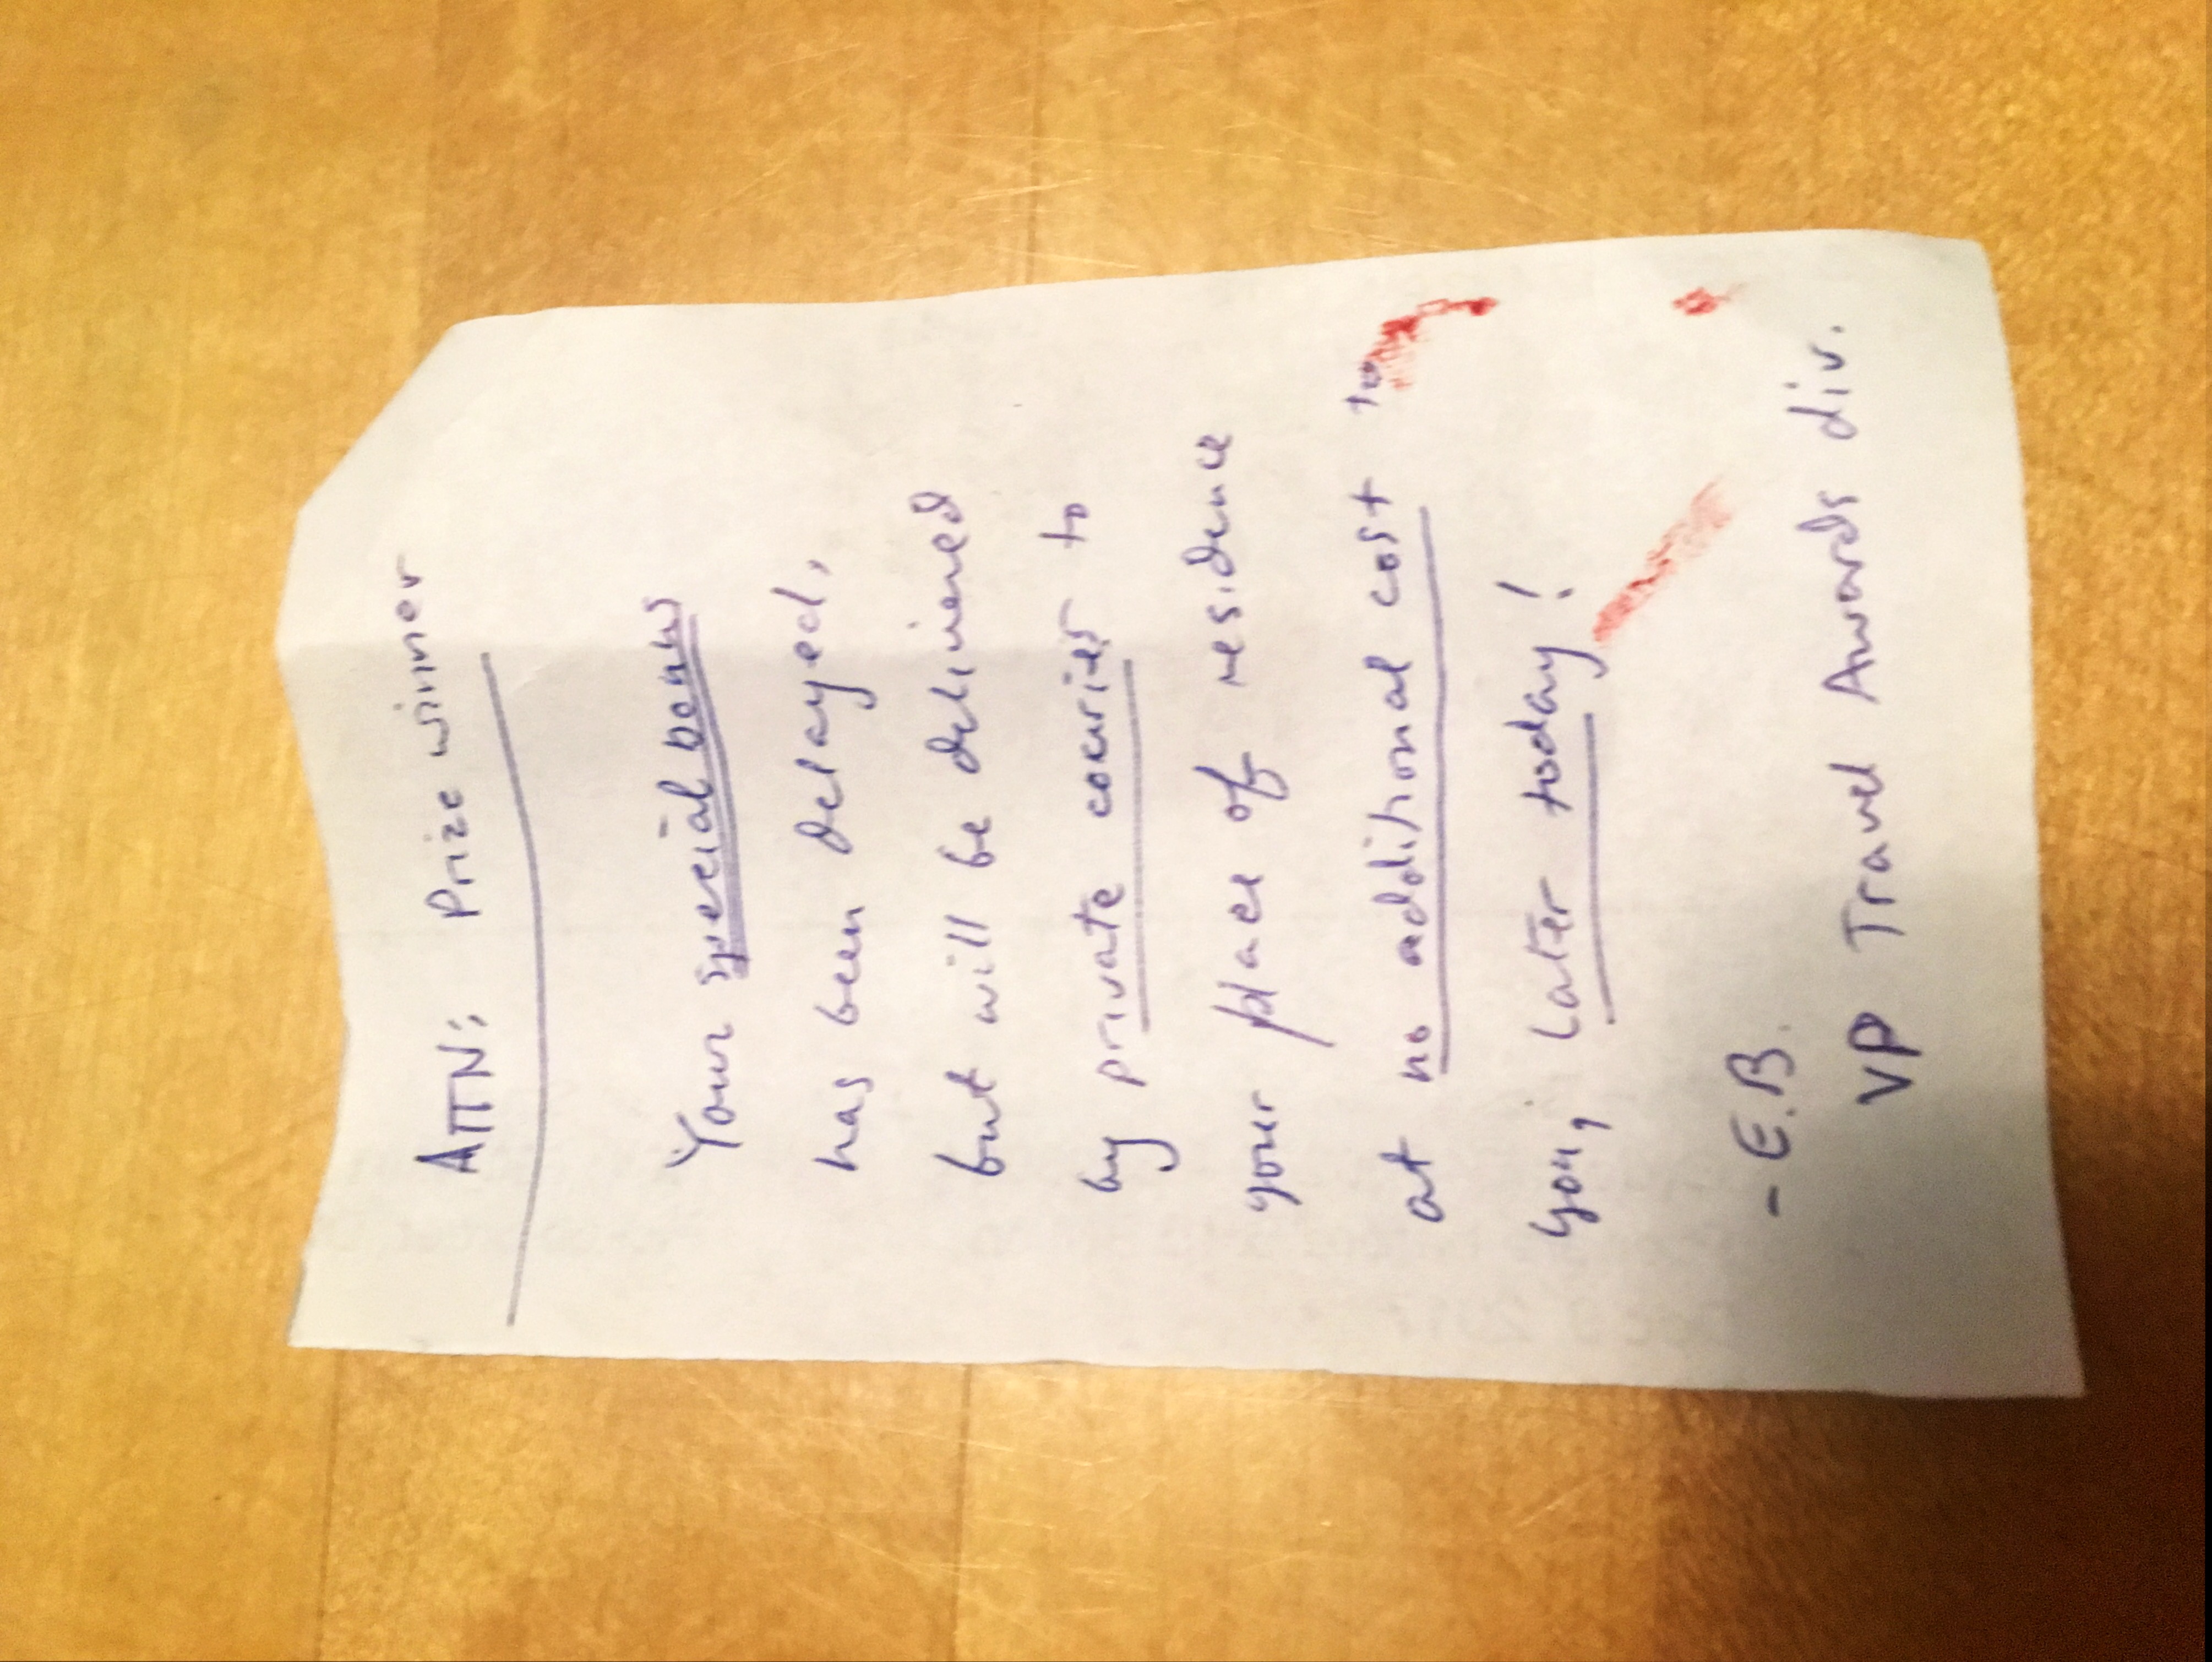 ATTN: Prize winner
Your special bonus
has been delayed,
but will be delivered
by private courier to
your place of residence
at no additional cost to
you, later today!
- E.B.
VP Travel Awards div.